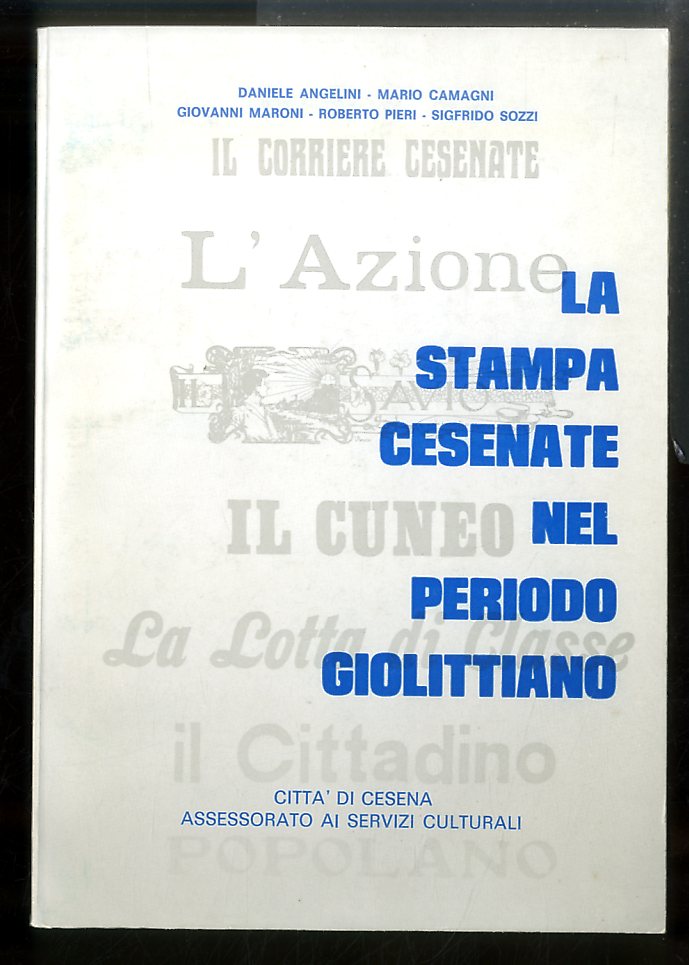 DANIELE ANGELINI - MARIO CAMAGNI
GIOVANNI MARONI - ROBERTO PIERI - SIGFRIDO SOZZI
IL CORRIERE CESENATE
L'Azione
LA
STAMPA
IL SAVIO
CESENATE
IL CUNEO
NEL
PERIODO
La Lotta di Classe
GIOLITTIANO
il Cittadino
CITTA' DI CESENA
ASSESSORATO AI SERVIZI CULTURALI
POPOLANO